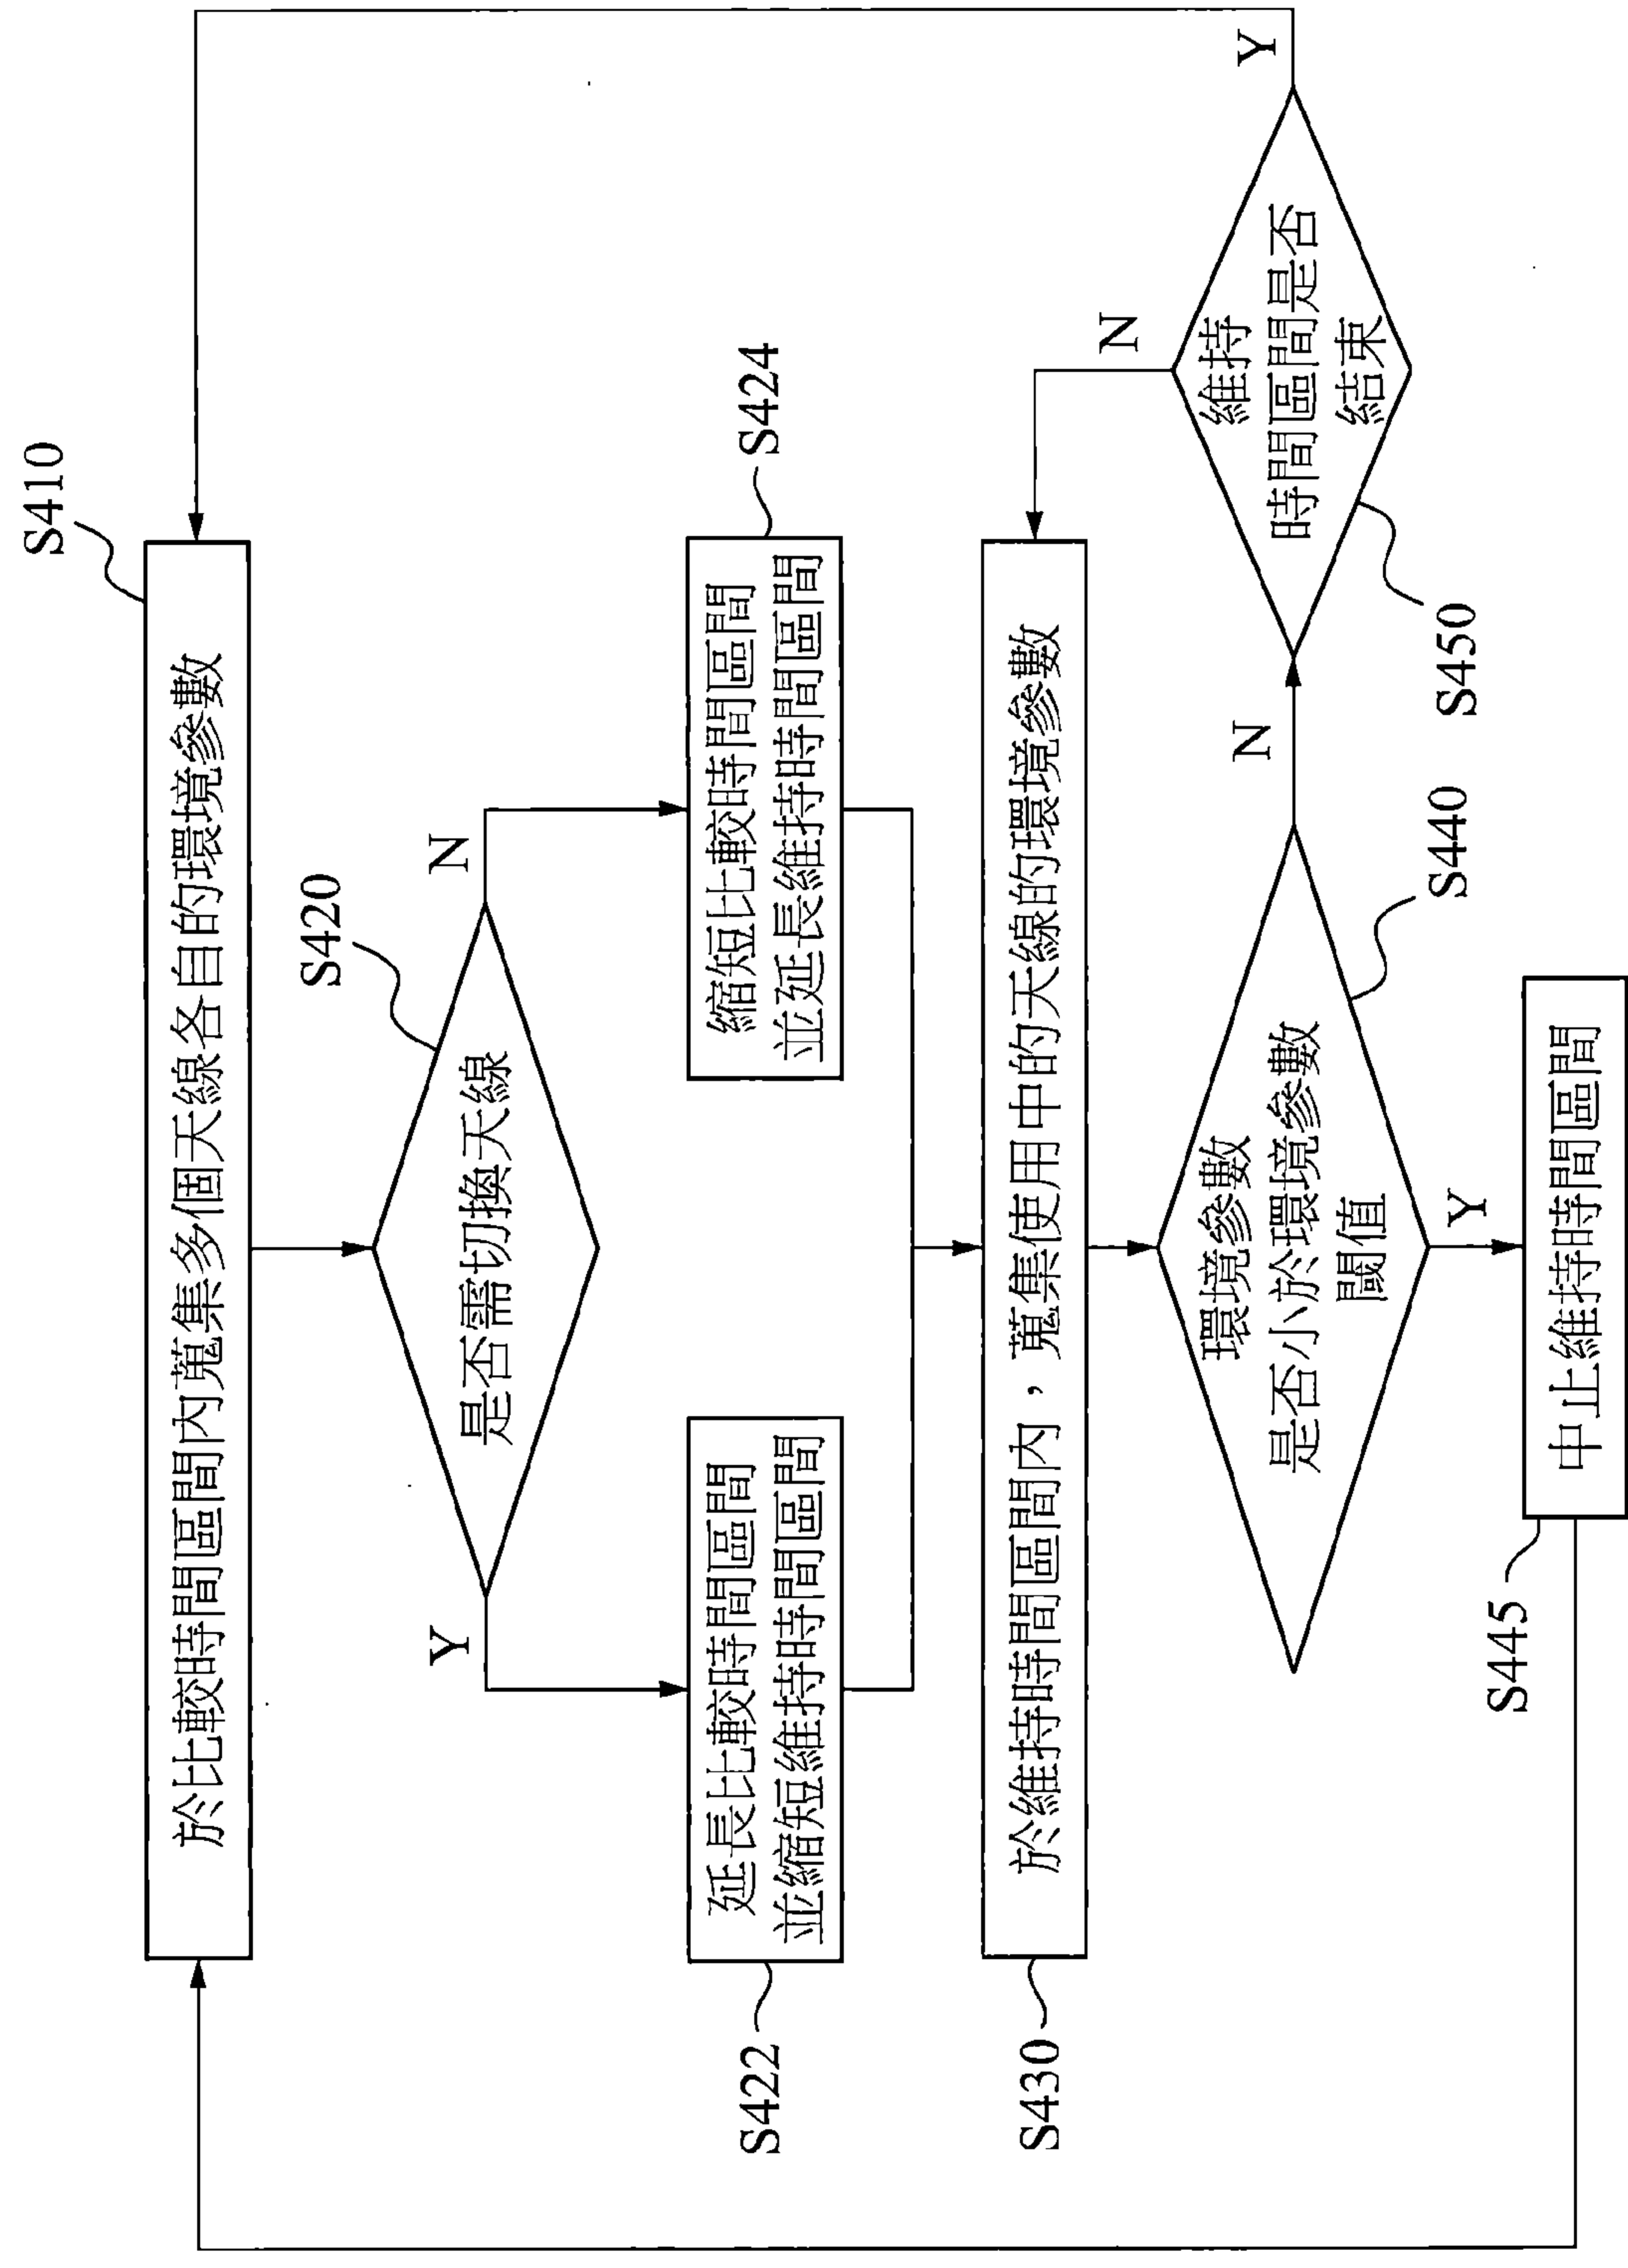 S410
於比較時間區間內蒐集多個天線各自的環境參數
S420
是否需切換天線
Y
N
S422
延長比較時間區間
並縮短維持時間區間
S424
縮短比較時間區間
並延長維持時間區間
S430
於維持時間區間內，蒐集使用中的天線的環境參數
S440
環境參數
是否小於環境參數
閾值
N
Y
S450
維持
時間區間是否
結束
N
Y
S445
中止維持時間區間